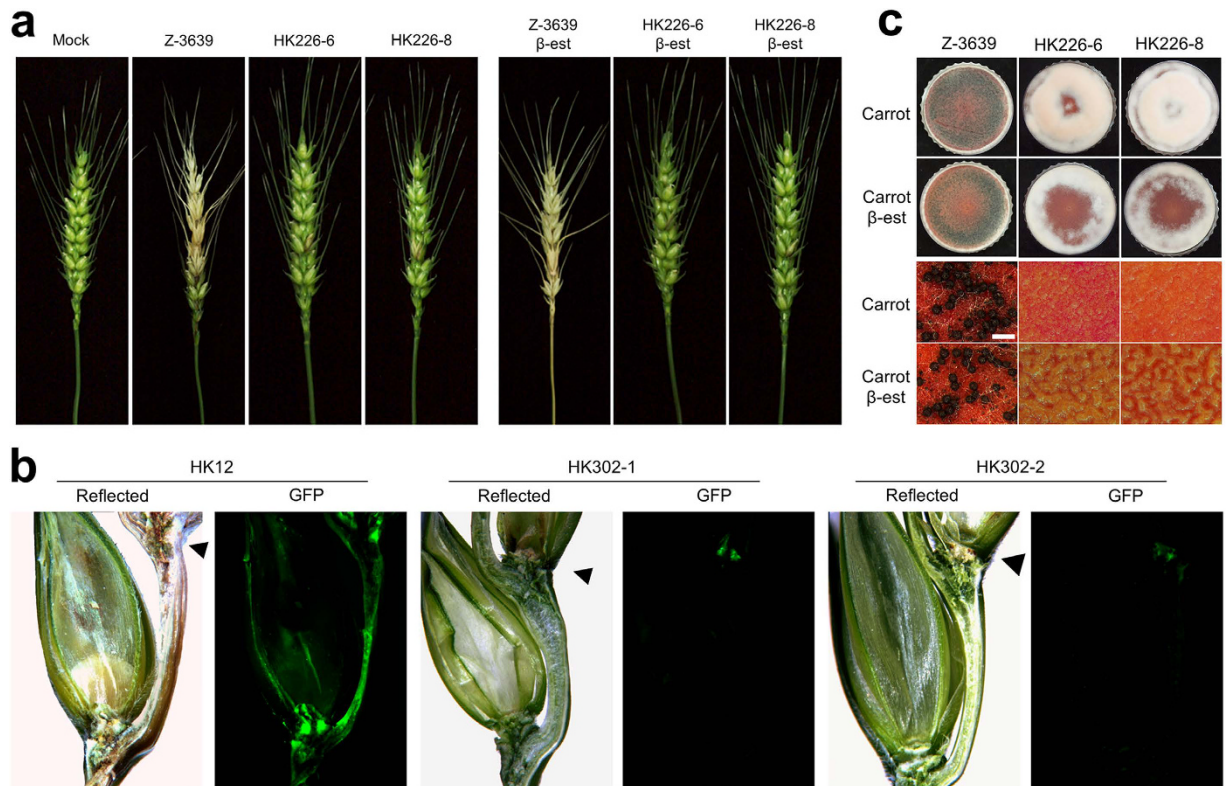 a
Mock
Z-3639
HK226-6
HK226-8
Z-3639
β-est
HK226-6
β-est
HK226-8
β-est
c
Z-3639
HK226-6
HK226-8
Carrot
Carrot
β-est
Carrot
Carrot
β-est
b
HK12
HK302-1
HK302-2
Reflected
GFP
Reflected
GFP
Reflected
GFP